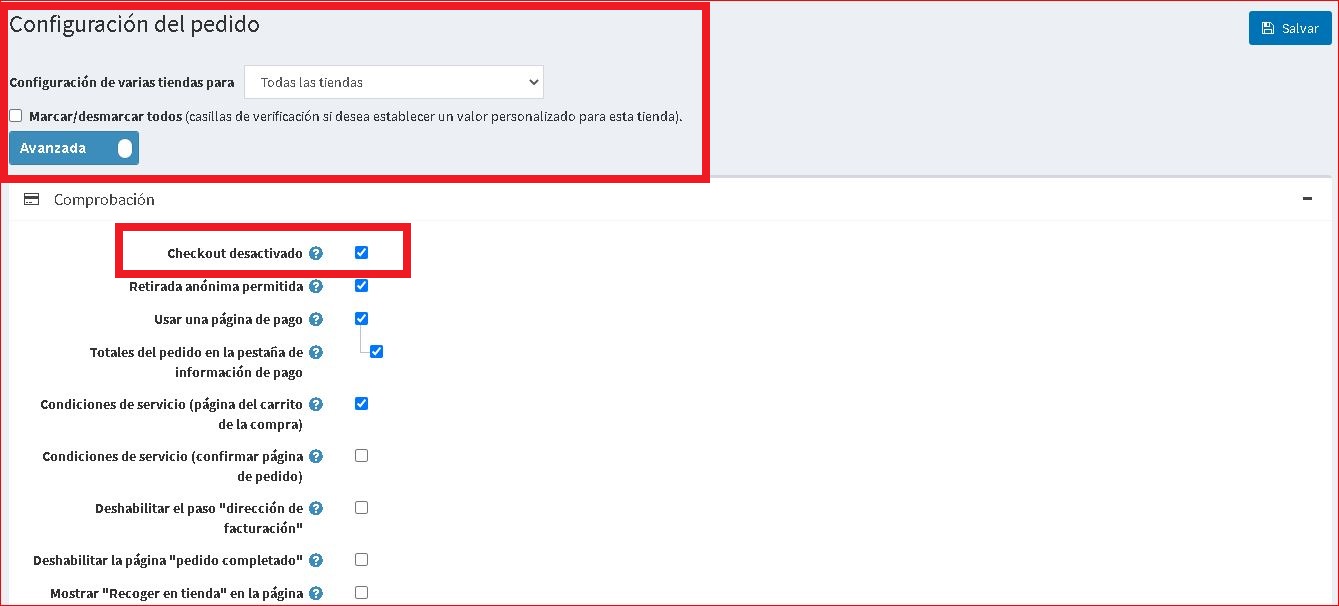 Configuración del pedido
Salvar
Configuración de varias tiendas para
Todas las tiendas
Marcar/desmarcar todos (casillas de verificación si desea establecer un valor personalizado para esta tienda).
Avanzada
Comprobación
Checkout desactivado
Retirada anónima permitida
Usar una página de pago
Totales del pedido en la pestaña de
información de pago
Condiciones de servicio (página del carrito
de la compra)
Condiciones de servicio (confirmar página
de pedido)
Deshabilitar el paso "dirección de
facturación"
Deshabilitar la página "pedido completado"
Mostrar "Recoger en tienda" en la página